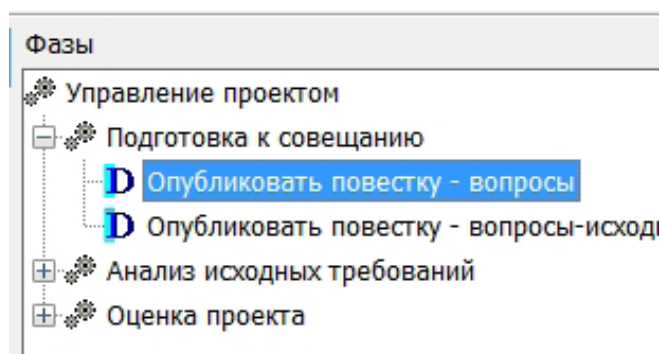 Фазы
Управление проектом
Подготовка к совещанию
D Опубликовать повестку - вопросы
D Опубликовать повестку - вопросы-исход
Анализ исходных требований
Оценка проекта